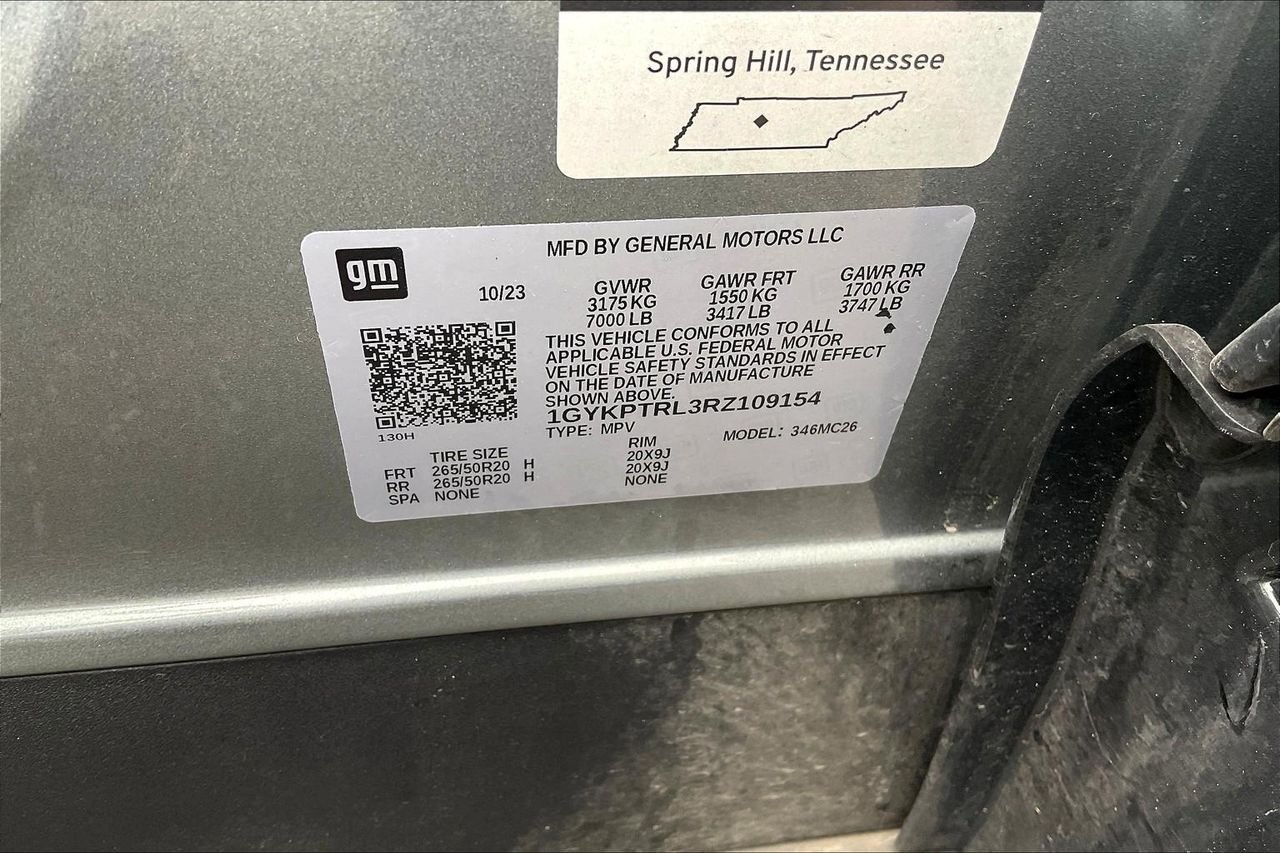 Spring Hill, Tennessee
gm
MFD BY GENERAL MOTORS LLC
10/23
GVWR GAWR FRT GAWR RR
3175 KG 1550 KG 1700 KG
7000 LB 3417 LB 3747 LB
THIS VEHICLE CONFORMS TO ALL
APPLICABLE U.S. FEDERAL MOTOR
VEHICLE SAFETY STANDARDS IN EFFECT
ON THE DATE OF MANUFACTURE
SHOWN ABOVE.
1GYKPTRL3RZ109154
TYPE: MPV MODEL: 346MC26
130H
TIRE SIZE RIM
FRT 265/50R20 H 20X9J
RR 265/50R20 H 20X9J
SPA NONE NONE